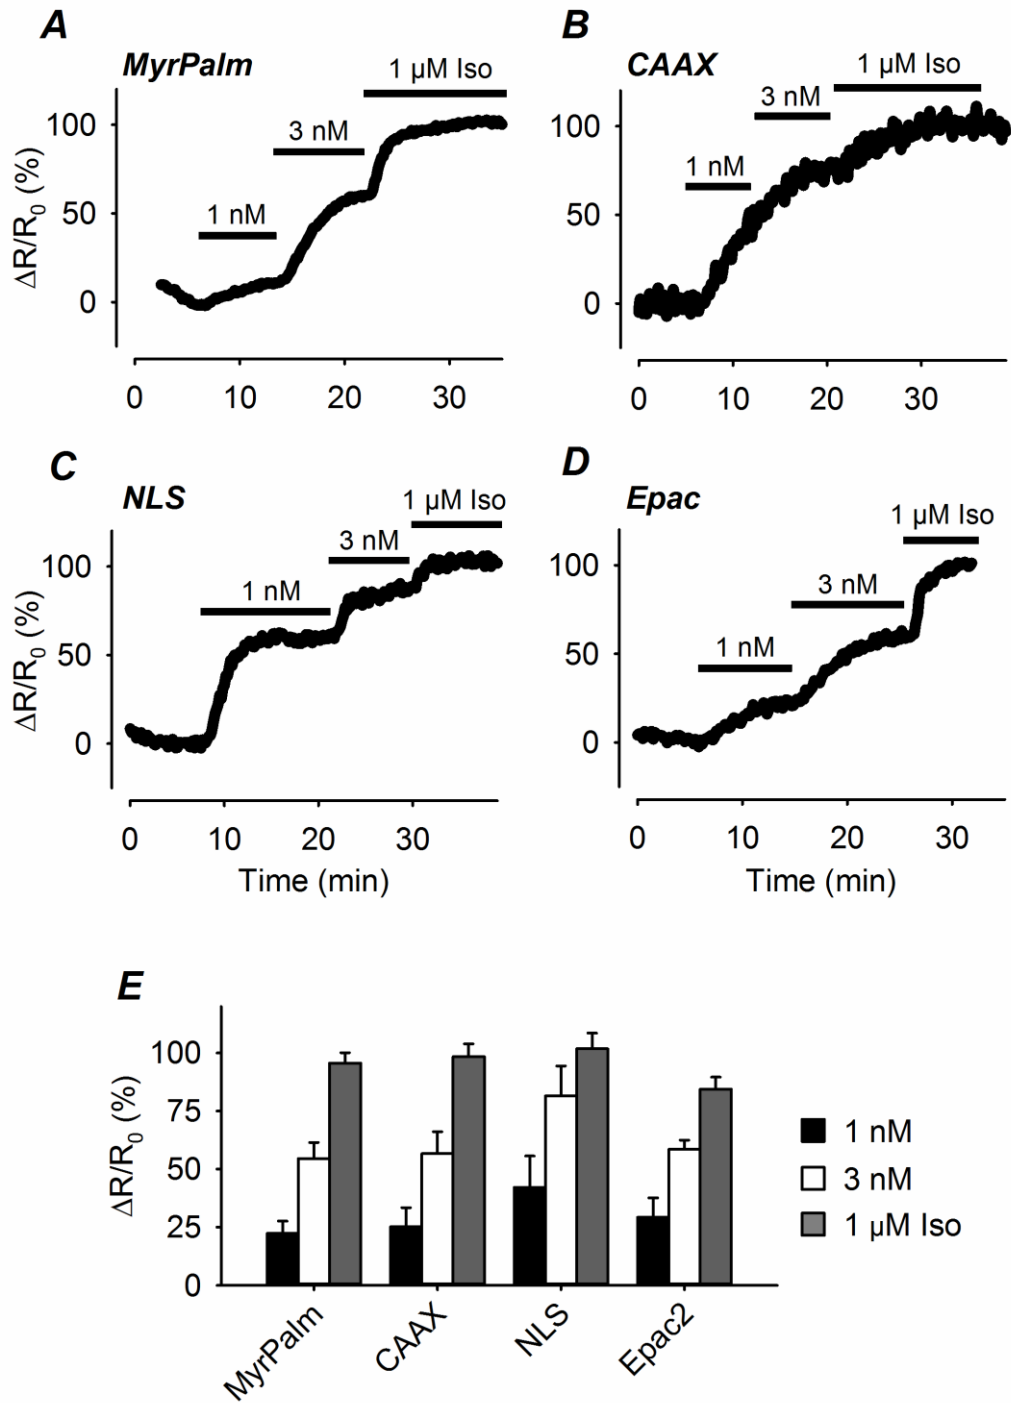 A
MyrPalm
1 µM Iso
3 nM
1 nM
100
50
0
ΔR/R0 (%)
0 10 20 30
B
CAAX
1 µM Iso
3 nM
1 nM
100
50
0
0 10 20 30
C
NLS
1 µM Iso
3 nM
1 nM
100
50
0
ΔR/R0 (%)
0 10 20 30
Time (min)
D
Epac
1 µM Iso
3 nM
1 nM
100
50
0
0 10 20 30
Time (min)
E
100
75
50
25
0
ΔR/R0 (%)
MyrPalm
CAAX
NLS
Epac2
1 nM
3 nM
1 µM Iso